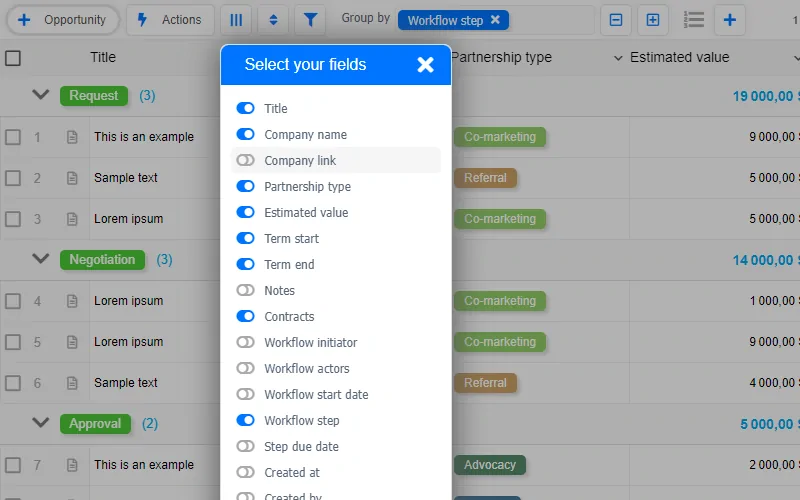 Opportunity
Actions
Group by
Workflow step
1
Title
Partnership type
Estimated value
Select your fields
Title
Company name
Company link
Partnership type
Estimated value
Term start
Term end
Notes
Contracts
Workflow initiator
Workflow actors
Workflow start date
Workflow step
Step due date
Created at
Created by
Request (3)
19 000,00 $
1 This is an example Co-marketing 9 000,00
2 Sample text Referral 5 000,00
3 Lorem ipsum Co-marketing 5 000,00
Negotiation (3)
14 000,00 $
4 Lorem ipsum Co-marketing 1 000,00
5 Lorem ipsum Co-marketing 9 000,00
6 Sample text Referral 4 000,00
Approval (2)
5 000,00 $
7 This is an example Advocacy 2 000,00